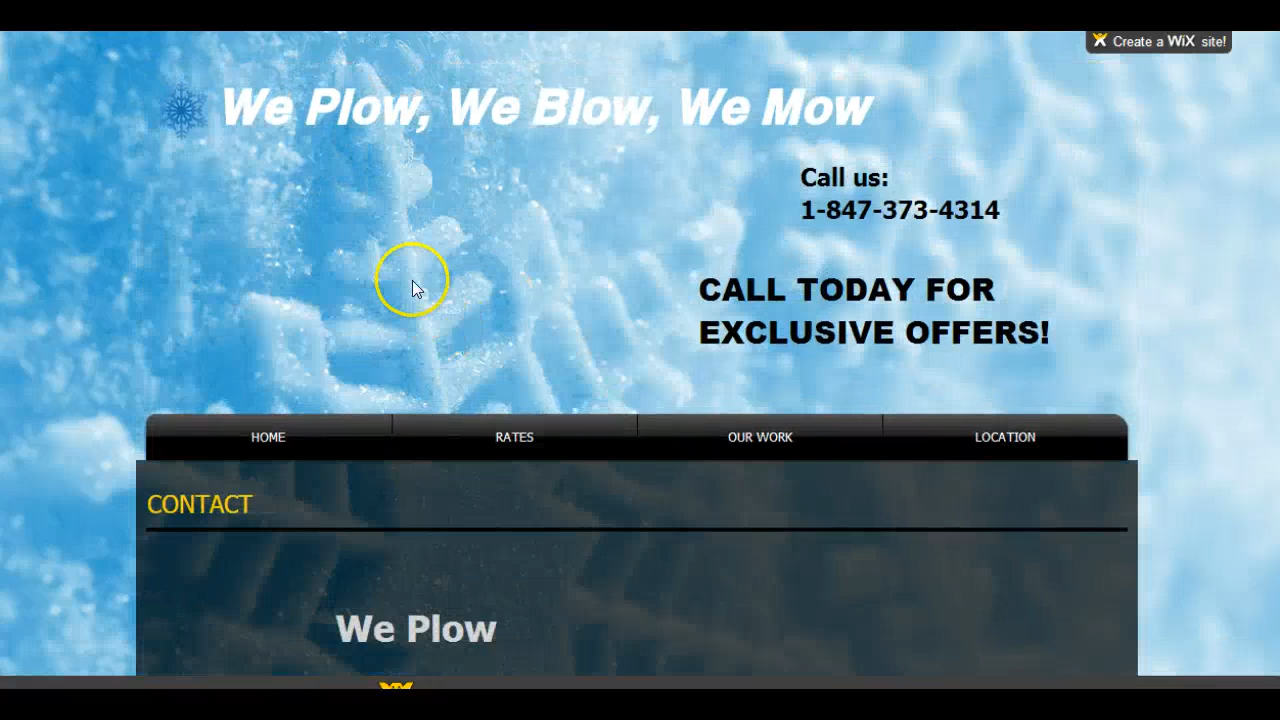 Create a WiX site!
We Plow, We Blow, We Mow
Call us:
1-847-373-4314
CALL TODAY FOR
EXCLUSIVE OFFERS!
HOME RATES OUR WORK LOCATION
CONTACT
We Plow